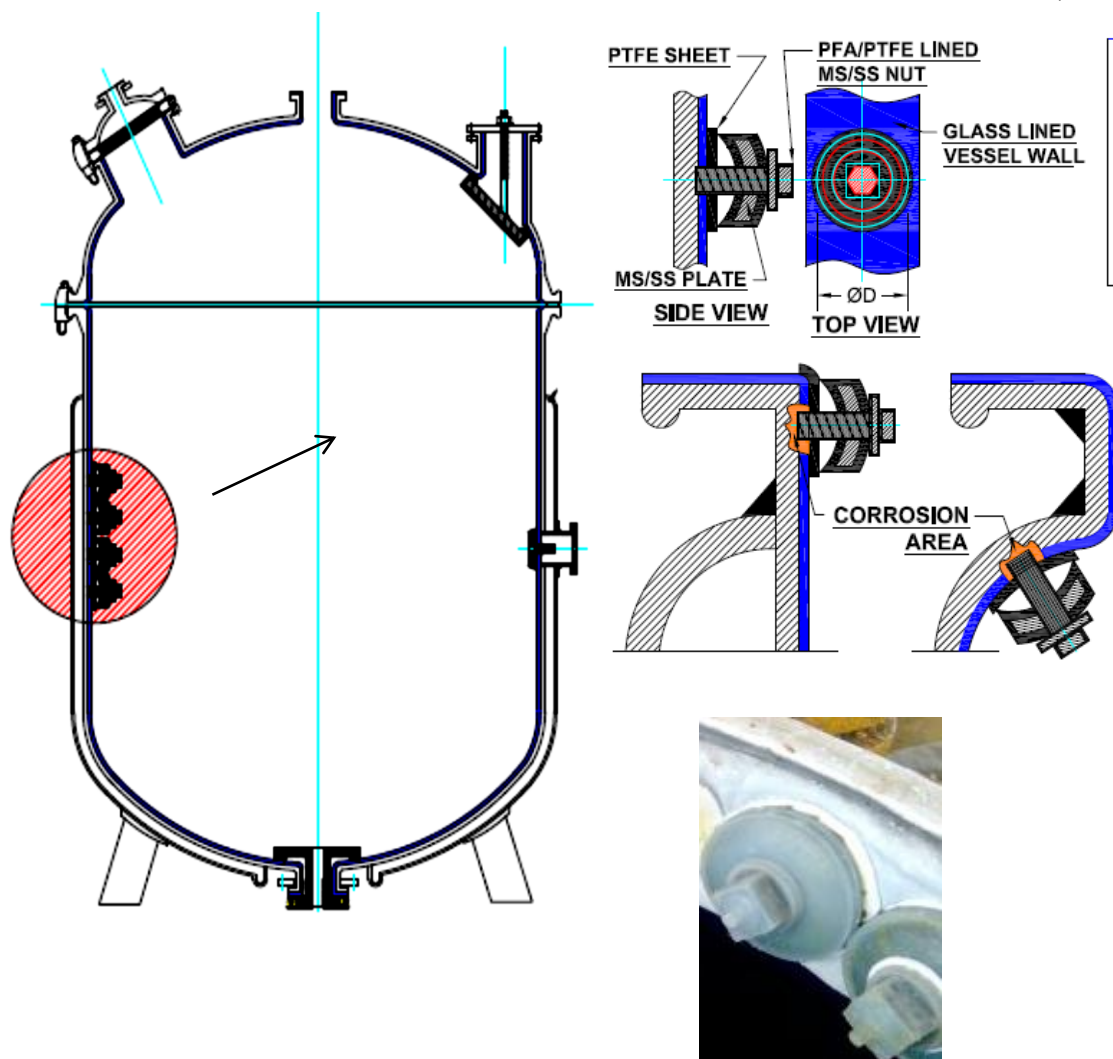 PTFE SHEET
PFA/PTFE LINED
MS/SS NUT
GLASS LINED
VESSEL WALL
MS/SS PLATE
ØD
SIDE VIEW
TOP VIEW
CORROSION
AREA